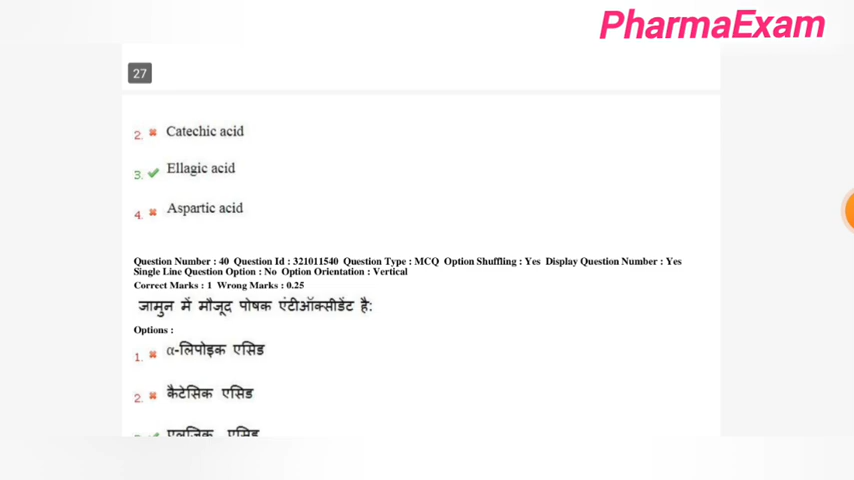 PharmaExam
27
2. Catechic acid
3. Ellagic acid
4. Aspartic acid
Question Number : 40 Question Id : 321011540 Question Type : MCQ Option Shuffling : Yes Display Question Number : Yes
Single Line Question Option : No Option Orientation : Vertical
Correct Marks : 1 Wrong Marks : 0.25
जामुन में मौजूद पोषक एंटीऑक्सीडेंट है:
Options :
1. α-लिपोइक एसिड
2. कैटेसिक एसिड
एलजिक एसिड